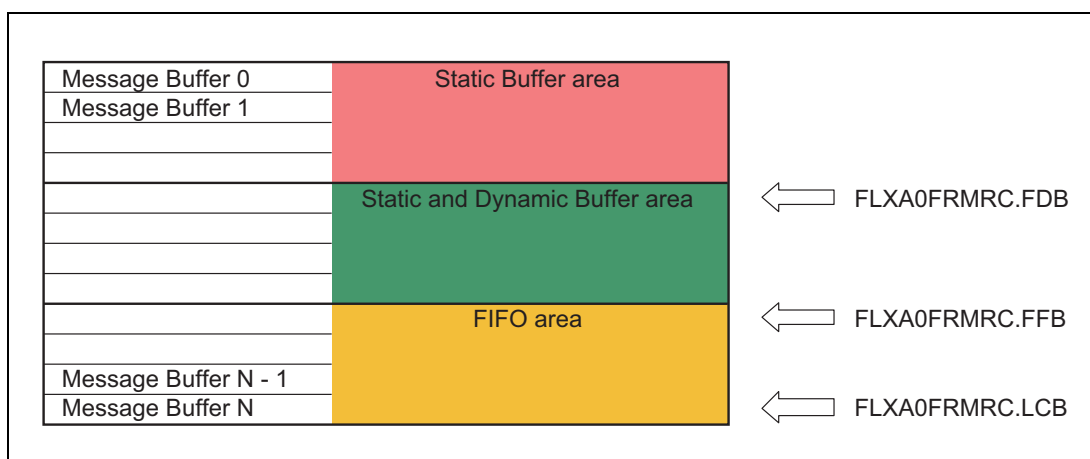 Message Buffer 0
Static Buffer area
Message Buffer 1
Static and Dynamic Buffer area
FLXA0FRMRC.FDB
FIFO area
FLXA0FRMRC.FFB
Message Buffer N - 1
Message Buffer N
FLXA0FRMRC.LCB